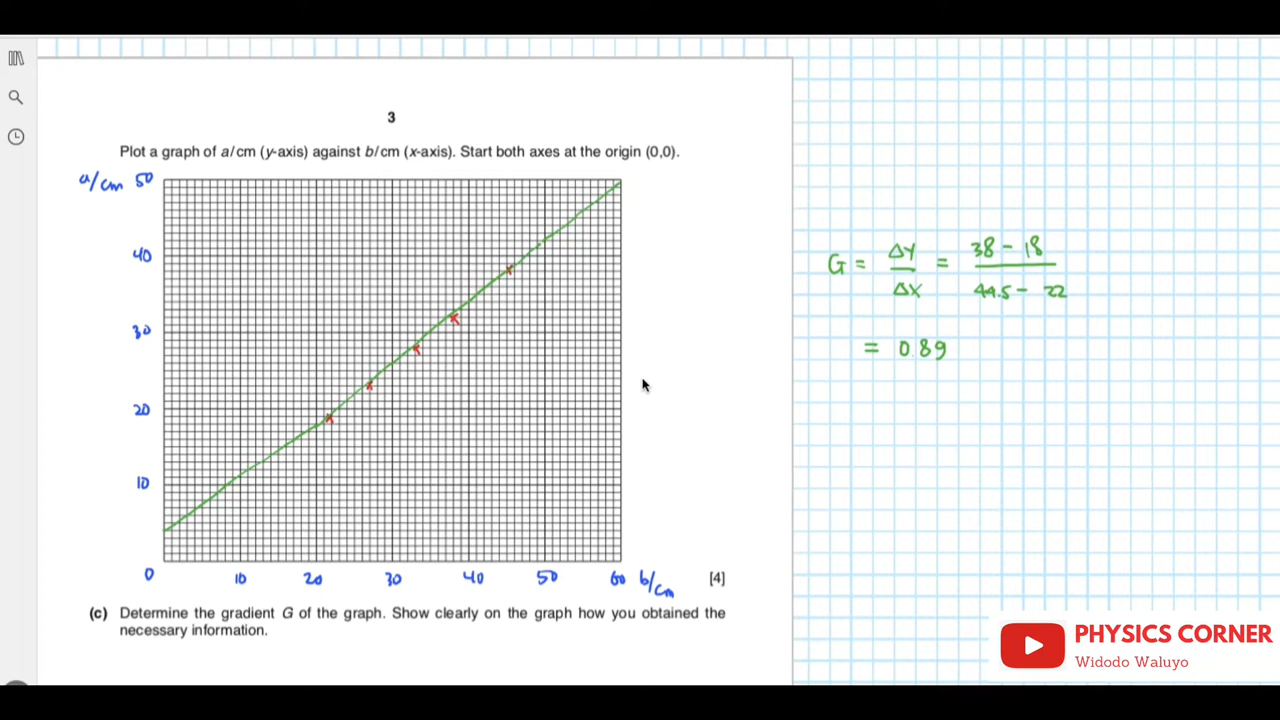 3
Plot a graph of a/cm (y-axis) against b/cm (x-axis). Start both axes at the origin (0,0).
a/cm 50
40
30
20
10
0 10 20 30 40 50 60 b/cm [4]
(c) Determine the gradient G of the graph. Show clearly on the graph how you obtained the
necessary information.
G = ΔY/ΔX = 38 - 18 / 44.5 - 22
= 0.89
PHYSICS CORNER
Widodo Waluyo